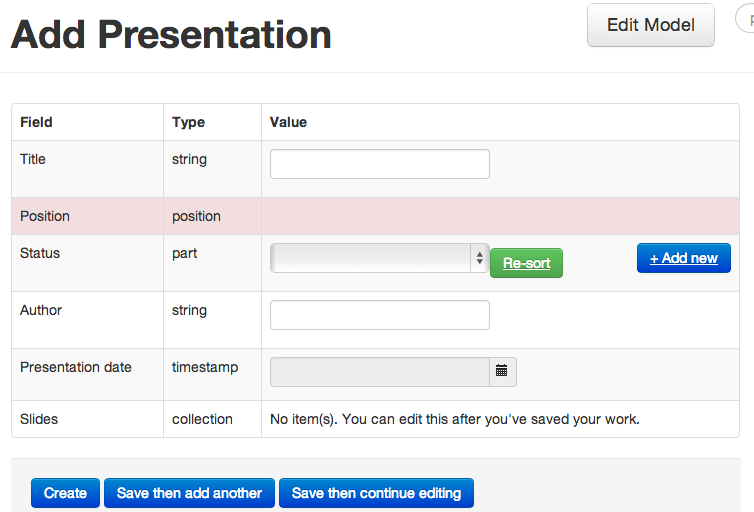 Add Presentation
Edit Model
Field Type Value
Title string
Position position
Status part Re-sort + Add new
Author string
Presentation date timestamp
Slides collection No item(s). You can edit this after you've saved your work.
Create Save then add another Save then continue editing